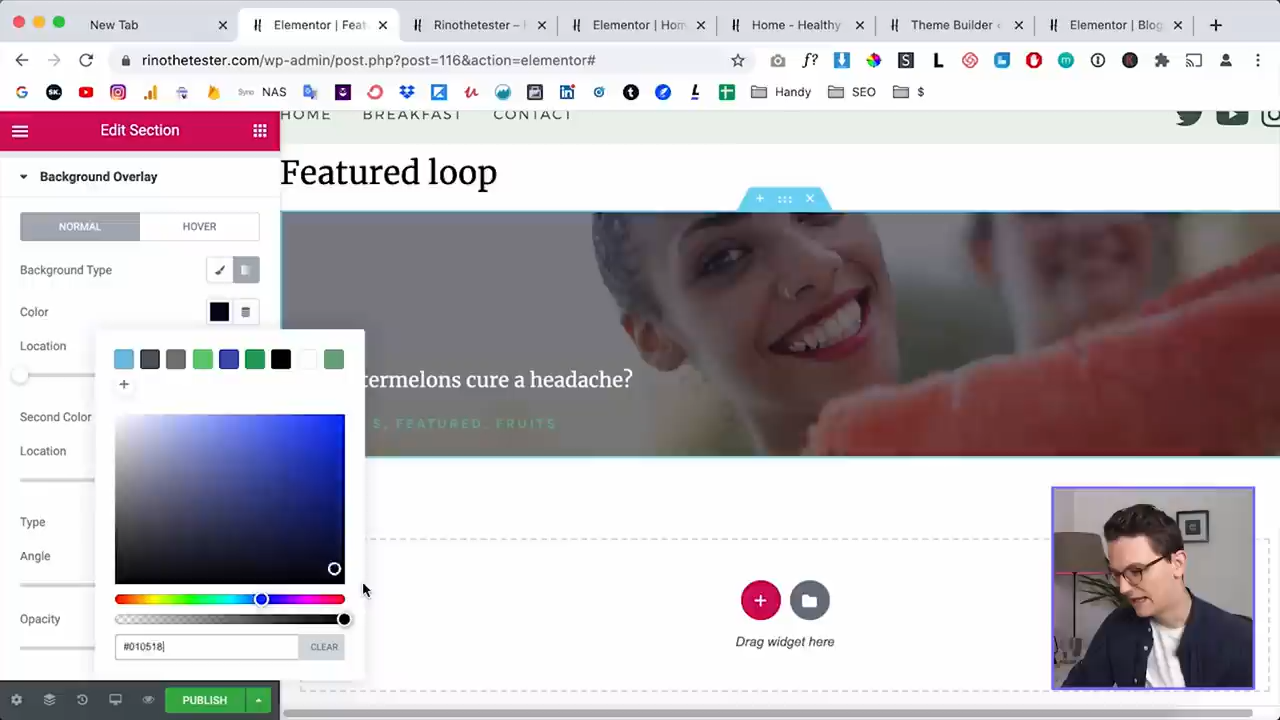 New Tab
Elementor | Feat
Rinothetester –
Elementor | Hom
Home - Healthy
Theme Builder
Elementor | Blog
rinothetester.com/wp-admin/post.php?post=116&action=elementor#
NAS
Handy
SEO
$
Edit Section
HOME BREAKFAST CONTACT
Background Overlay
Featured loop
NORMAL
HOVER
Background Type
Color
Location
termelons cure a headache?
S, FEATURED, FRUITS
Second Color
Location
Type
Angle
Opacity
#010518
CLEAR
Drag widget here
PUBLISH